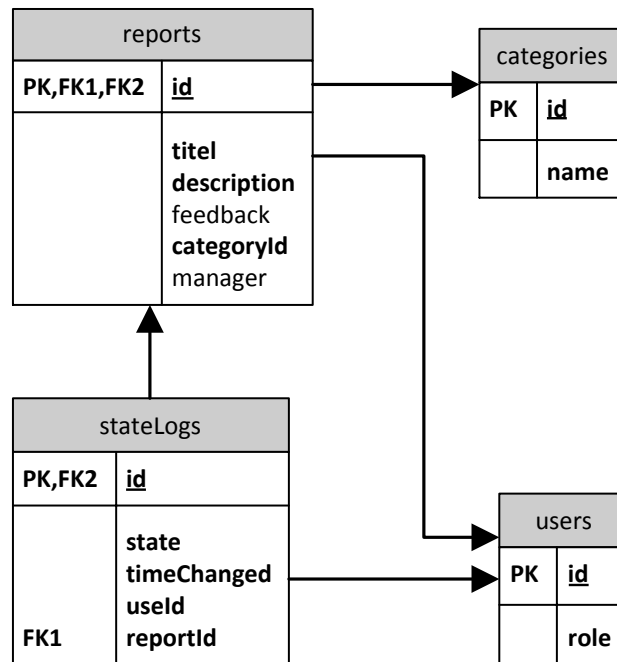 reports
PK,FK1,FK2 id
titel
description
feedback
categoryId
manager
categories
PK id
name
stateLogs
PK,FK2 id
state
timeChanged
useId
FK1 reportId
users
PK id
role